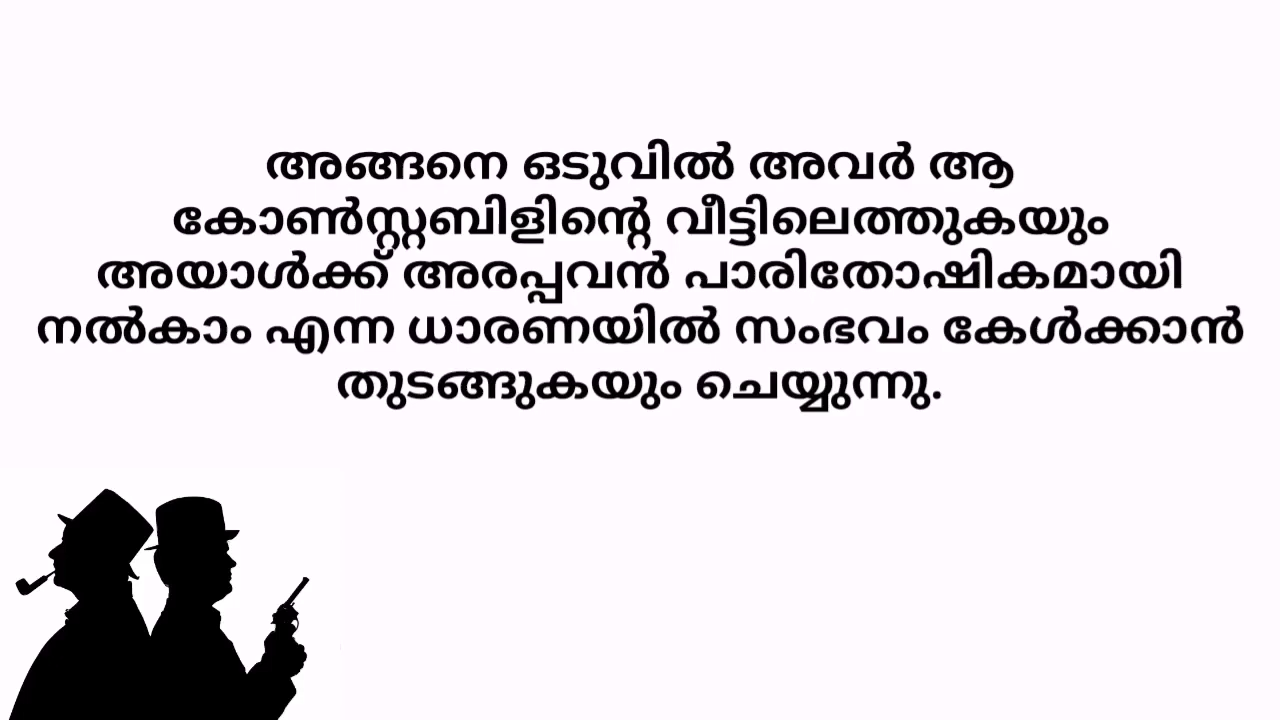 അങ്ങനെ ഒടുവിൽ അവർ ആ
കോൺസ്റ്റബിളിന്റെ വീട്ടിലെത്തുകയും
അയാൾക്ക് അരപ്പവൻ പാരിതോഷികമായി
നൽകാം എന്ന ധാരണയിൽ സംഭവം കേൾക്കാൻ
തുടങ്ങുകയും ചെയ്യുന്നു.